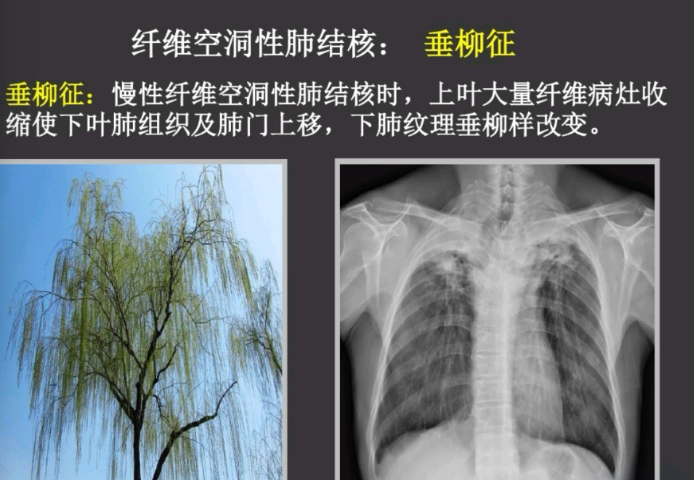 纤维空洞性肺结核： 垂柳征
垂柳征：慢性纤维空洞性肺结核时，上叶大量纤维病灶收
缩使下叶肺组织及肺门上移，下肺纹理垂柳样改变。